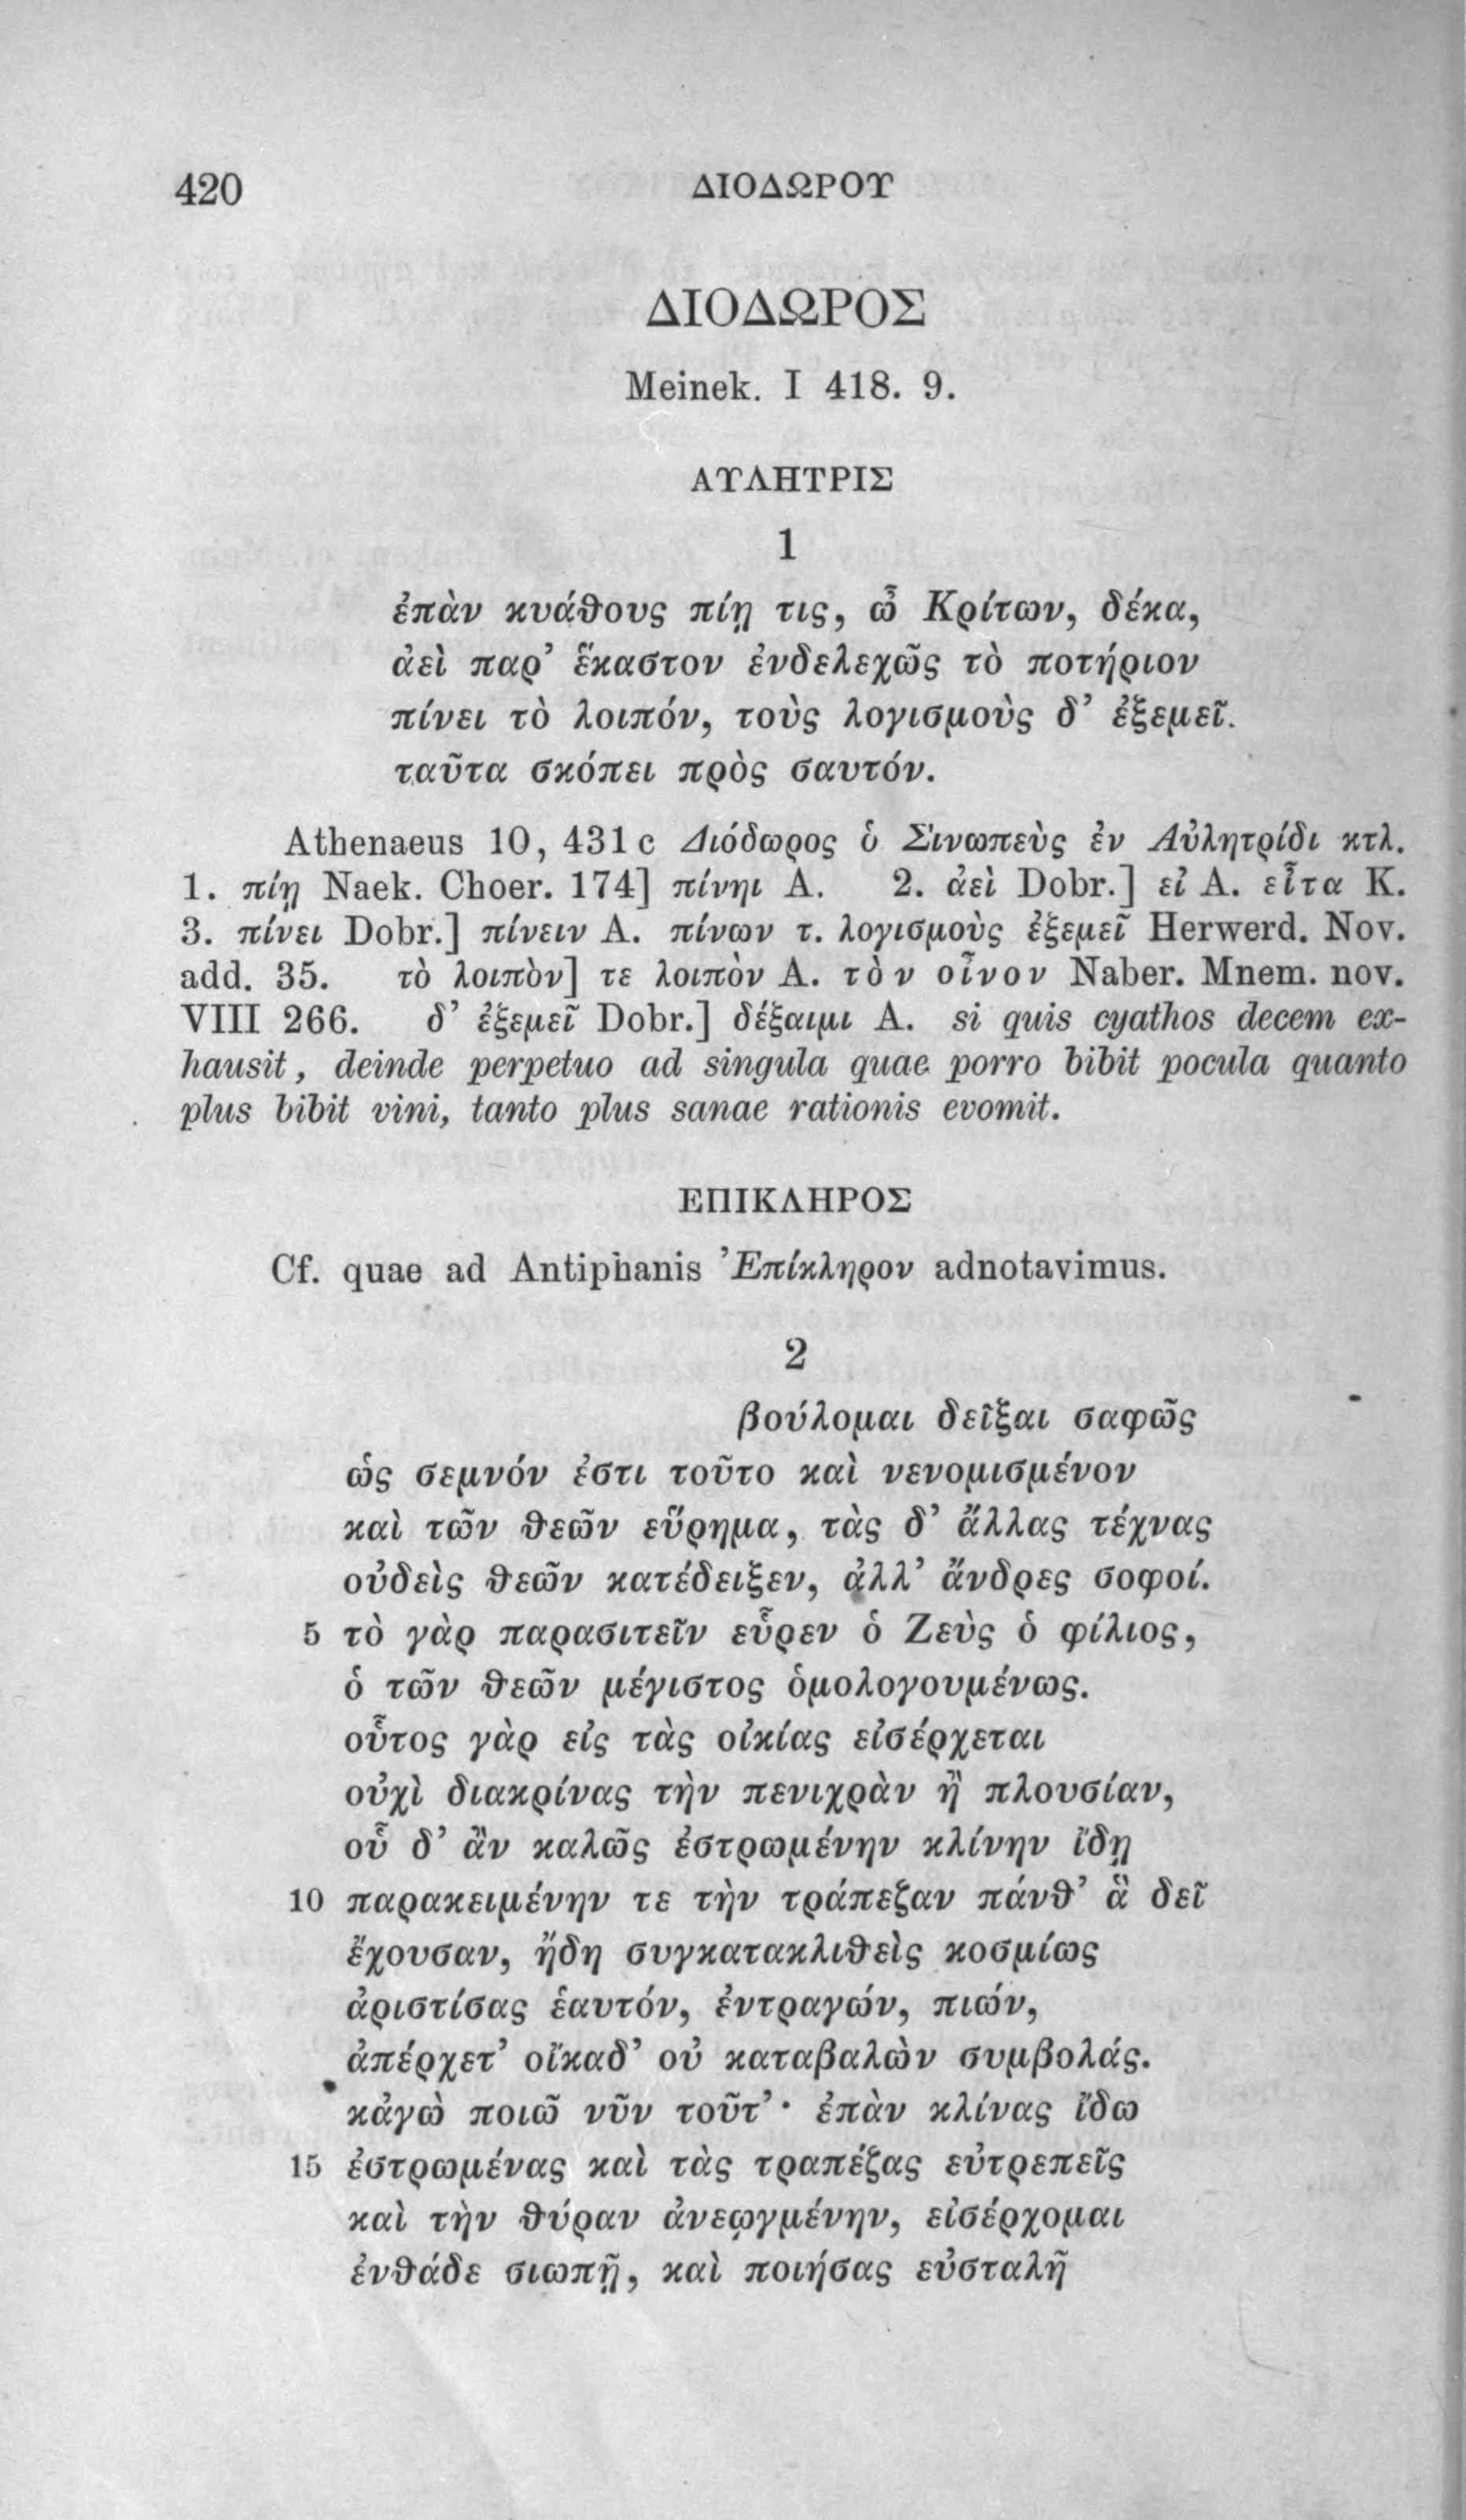 420 ΔΙΟΔΩΡΟΥ
ΔΙΟΔΩΡΟΣ
Meinek. I 418. 9.
ΑΥΛΗΤΡΙΣ
1
ἐπὰν κυάθους πίῃ τις, ὦ Κρίτων, δέκα,
ἀεὶ παρ’ ἕκαστον ἐνδελεχῶς τὸ ποτήριον
πίνει τὸ λοιπόν, τοὺς λογισμοὺς δ’ ἐξεμεῖ.
ταῦτα σκόπει πρὸς σαυτόν.
Athenaeus 10, 431 c Διόδωρος ὁ Σινωπεὺς ἐν Αὐλητρίδι κτλ.
1. πίῃ Naek. Choer. 174] πίνηι A. 2. ἀεὶ Dobr.] εἰ A. εἶτα K.
3. πίνει Dobr.] πίνειν A. πίνων τ. λογισμοὺς ἐξεμεῖ Herwerd. Nov.
add. 35. τὸ λοιπὸν] τε λοιπὸν A. τὸν οἶνον Naber. Mnem. nov.
VIII 266. δ’ ἐξεμεῖ Dobr.] δέξαιμι A. si quis cyathos decem ex-
hausit, deinde perpetuo ad singula quae porro bibit pocula quanto
plus bibit vini, tanto plus sanae rationis evomit.
ΕΠΙΚΛΗΡΟΣ
Cf. quae ad Antiphanis Ἐπίκληρον adnotavimus.
2
βούλομαι δεῖξαι σαφῶς
ὡς σεμνόν ἐστι τοῦτο καὶ νενομισμένον
καὶ τῶν θεῶν εὕρημα, τὰς δ’ ἄλλας τέχνας
οὐδεὶς θεῶν κατέδειξεν, ἀλλ’ ἄνδρες σοφοί.
5 τὸ γὰρ παρασιτεῖν εὗρεν ὁ Ζεὺς ὁ φίλιος,
ὁ τῶν θεῶν μέγιστος ὁμολογουμένως.
οὗτος γὰρ εἰς τὰς οἰκίας εἰσέρχεται
οὐχὶ διακρίνας τὴν πενιχρὰν ἢ πλουσίαν,
οὗ δ’ ἂν καλῶς ἐστρωμένην κλίνην ἴδῃ
10 παρακειμένην τε τὴν τράπεζαν πάνθ’ ἃ δεῖ
ἔχουσαν, ἤδη συγκατακλιθεὶς κοσμίως
ἀριστίσας ἑαυτόν, ἐντραγών, πιών,
ἀπέρχετ’ οἴκαδ’ οὐ καταβαλὼν συμβολάς.
κἀγὼ ποιῶ νῦν τοῦτ’· ἐπὰν κλίνας ἴδω
15 ἐστρωμένας καὶ τὰς τραπέζας εὐτρεπεῖς
καὶ τὴν θύραν ἀνεῳγμένην, εἰσέρχομαι
ἐνθάδε σιωπῇ, καὶ ποιήσας εὐσταλῆ